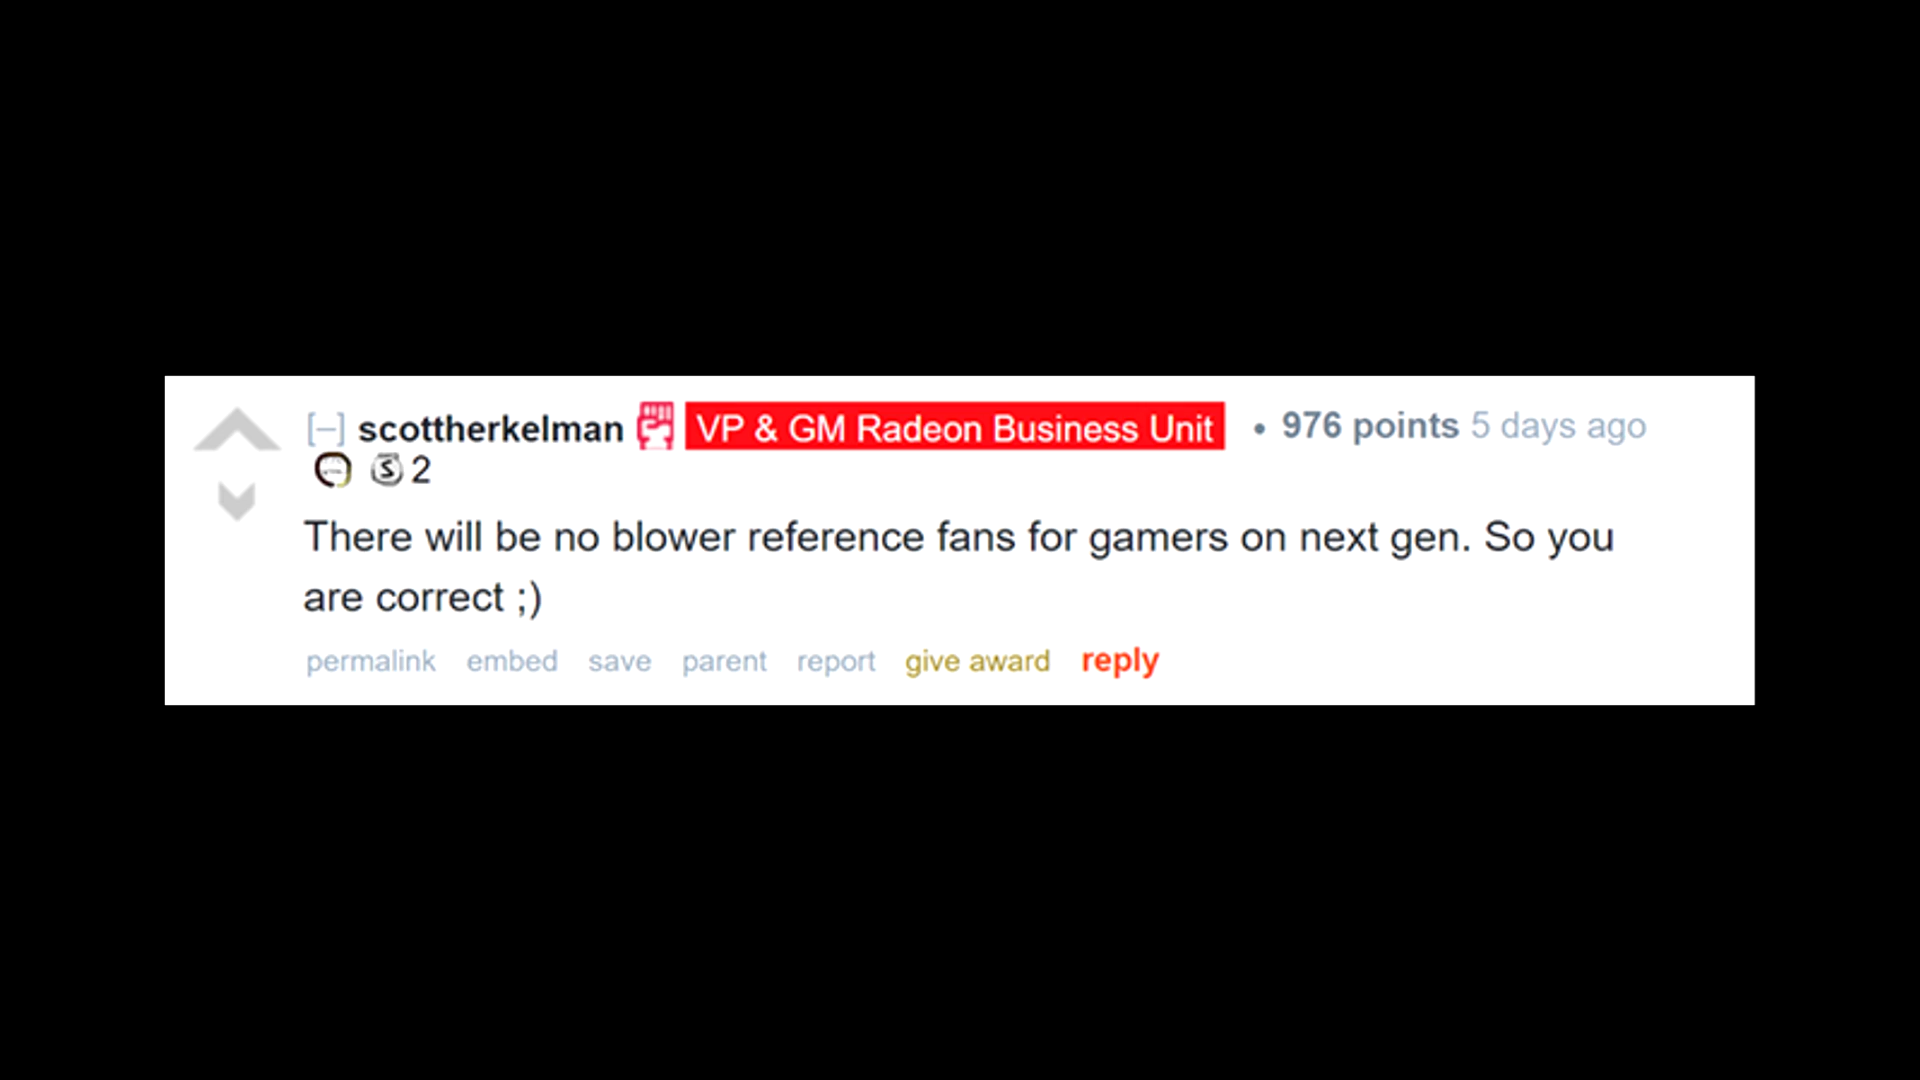 [–] scottherkelman VP & GM Radeon Business Unit • 976 points 5 days ago
S 2
There will be no blower reference fans for gamers on next gen. So you
are correct ;)
permalink embed save parent report give award reply